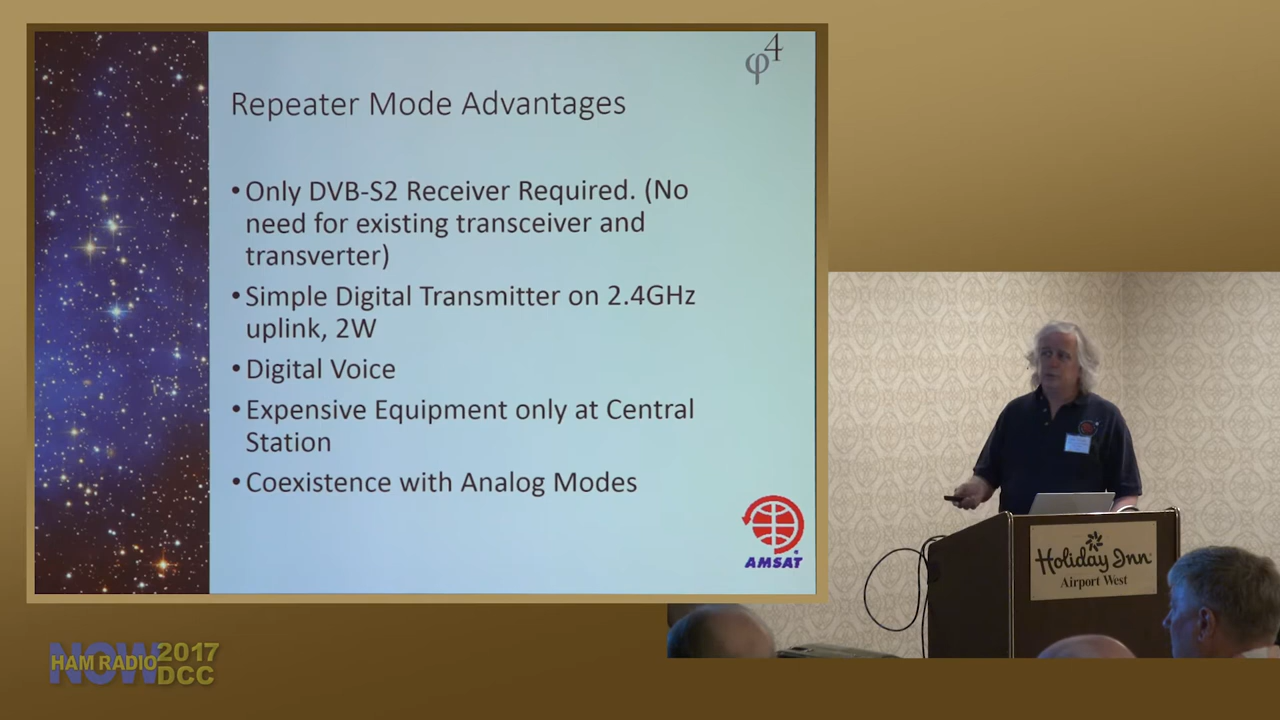 φ4
Repeater Mode Advantages
• Only DVB-S2 Receiver Required. (No
need for existing transceiver and
transverter)
• Simple Digital Transmitter on 2.4GHz
uplink, 2W
• Digital Voice
• Expensive Equipment only at Central
Station
• Coexistence with Analog Modes
AMSAT
Holiday Inn
Airport West
NOW
HAM RADIO 2017
DCC